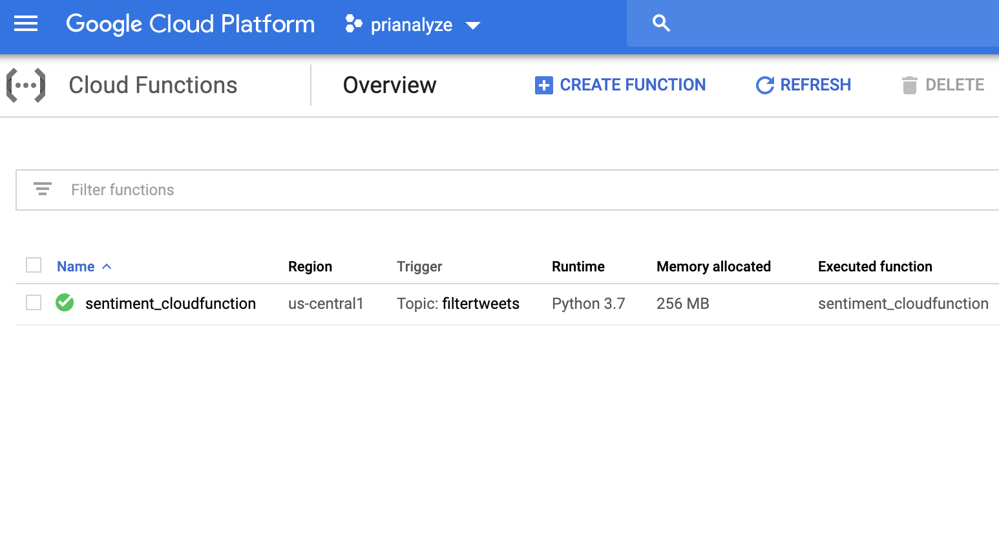 Google Cloud Platform prianalyze
Cloud Functions Overview CREATE FUNCTION REFRESH DELETE
Filter functions
Name Region Trigger Runtime Memory allocated Executed function
sentiment_cloudfunction us-central1 Topic: filtertweets Python 3.7 256 MB sentiment_cloudfunction